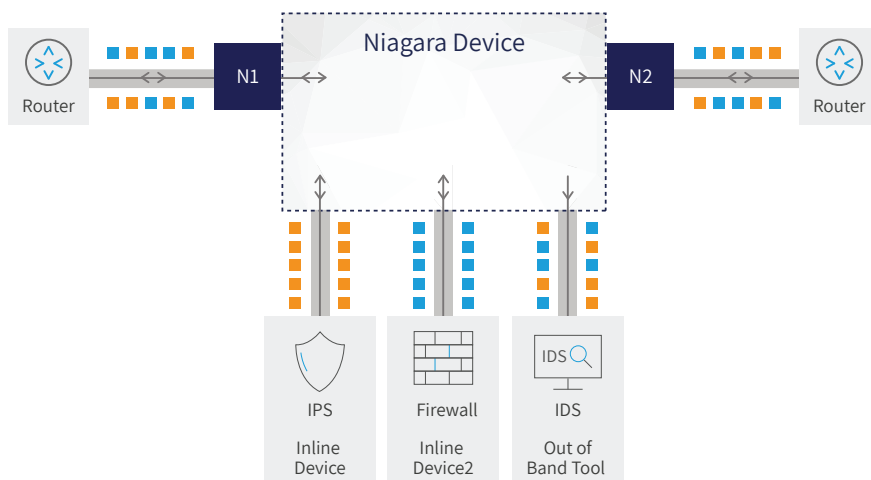 Niagara Device
Router
N1
N2
Router
IDS
IPS
Inline
Device
Firewall
Inline
Device2
IDS
Out of
Band Tool